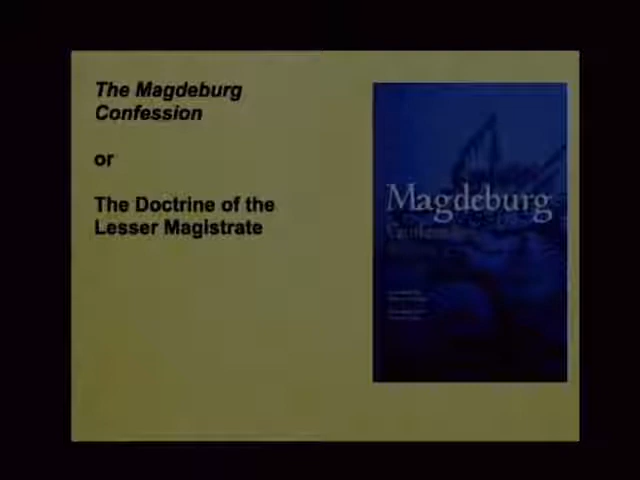 The Magdeburg
Confession
or
The Doctrine of the
Lesser Magistrate
Magdeburg